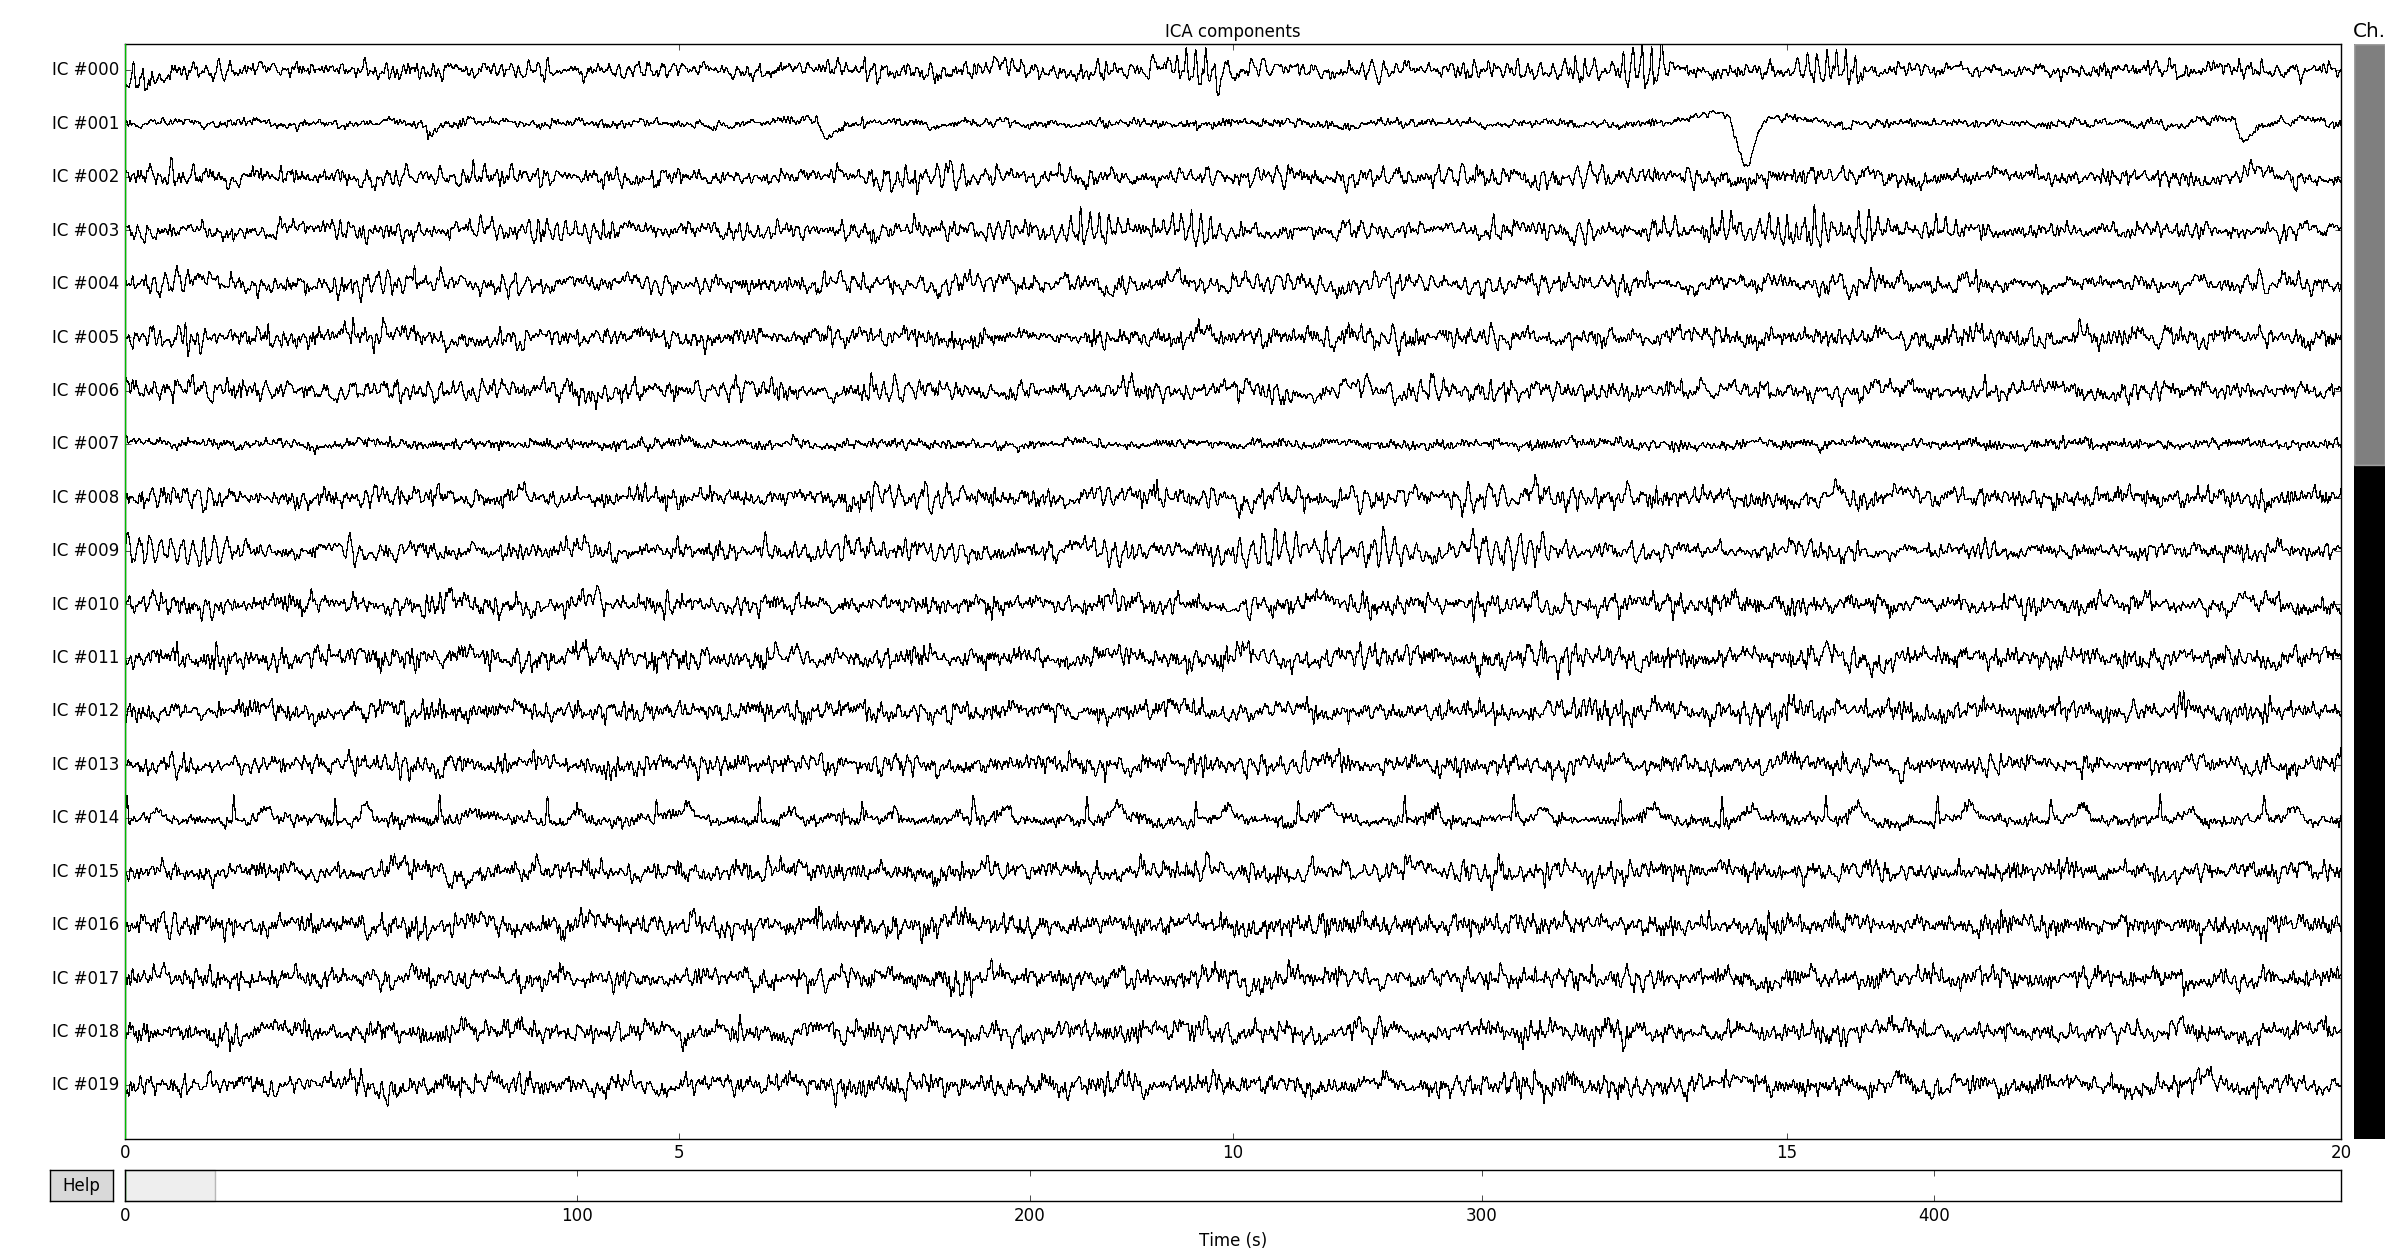 ICA components
Ch.
IC #000
IC #001
IC #002
IC #003
IC #004
IC #005
IC #006
IC #007
IC #008
IC #009
IC #010
IC #011
IC #012
IC #013
IC #014
IC #015
IC #016
IC #017
IC #018
IC #019
0 5 10 15 20
Help
0 100 200 300 400
Time (s)